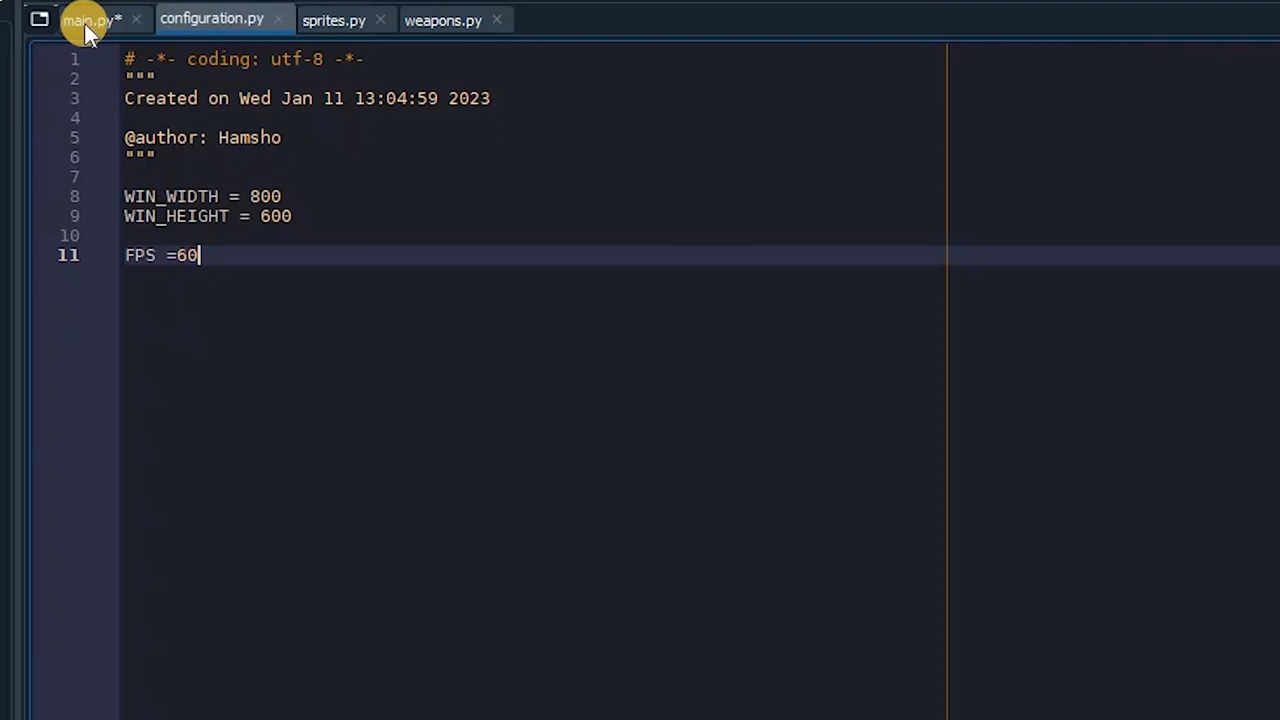 main.py* configuration.py sprites.py weapons.py
1 # -*- coding: utf-8 -*-
2 """
3 Created on Wed Jan 11 13:04:59 2023
4
5 @author: Hamsho
6 """
7
8 WIN_WIDTH = 800
9 WIN_HEIGHT = 600
10
11 FPS =60